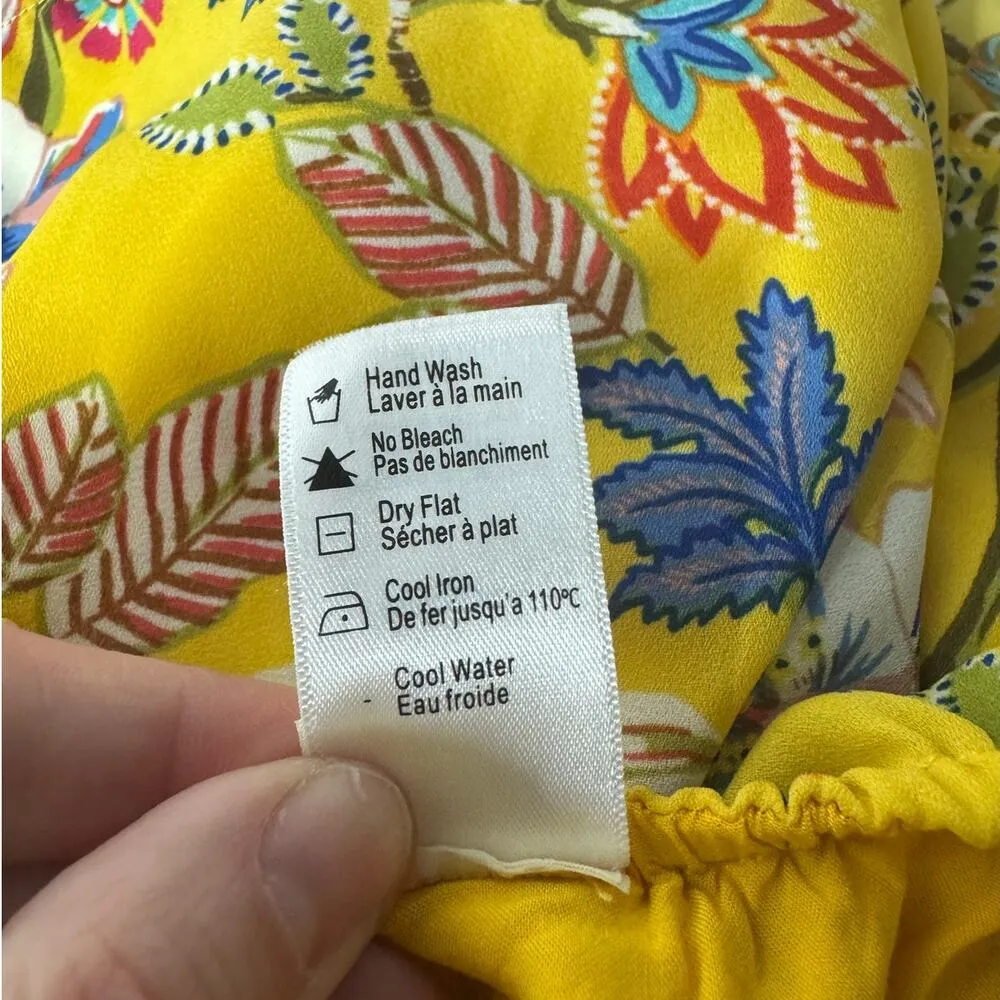 Hand Wash
Laver à la main
No Bleach
Pas de blanchiment
Dry Flat
Sécher à plat
Cool Iron
De fer jusqu'a 110°C
Cool Water
- Eau froide